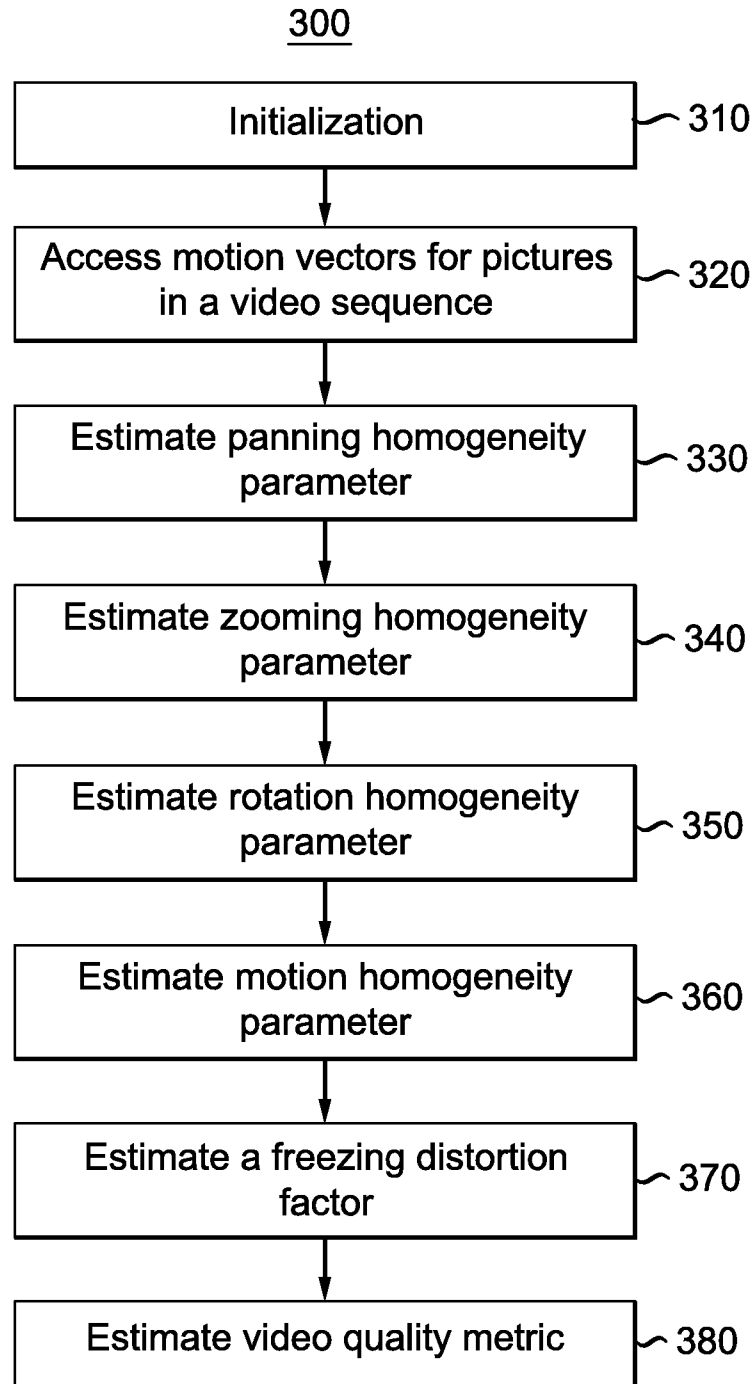 300
Initialization
310
Access motion vectors for pictures
in a video sequence
320
Estimate panning homogeneity
parameter
330
Estimate zooming homogeneity
parameter
340
Estimate rotation homogeneity
parameter
350
Estimate motion homogeneity
parameter
360
Estimate a freezing distortion
factor
370
Estimate video quality metric
380